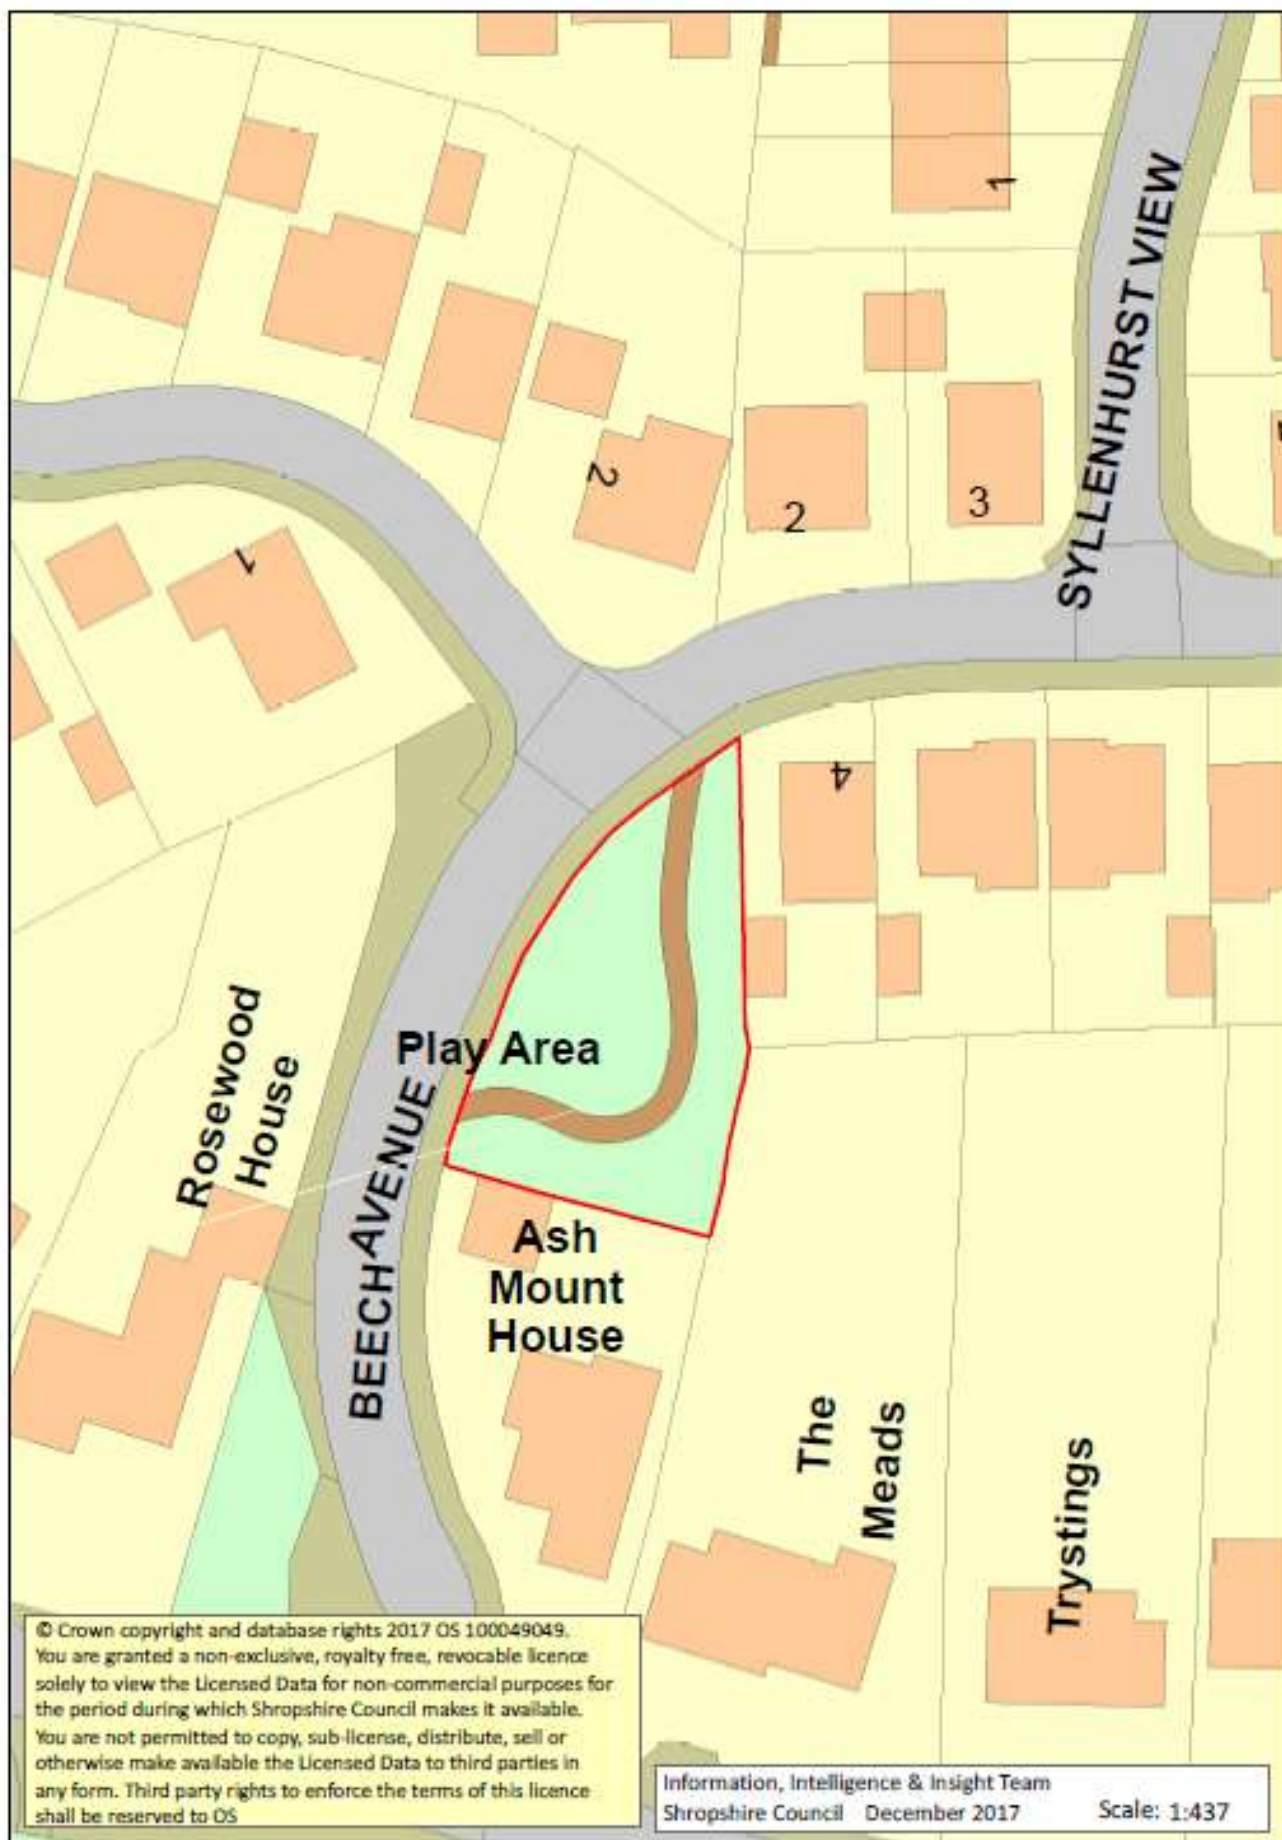 1
SYLLENHURST VIEW
2
2
3
1
4
Play Area
Rosewood
House
BEECH AVENUE
Ash
Mount
House
The
Meads
Trystings
© Crown copyright and database rights 2017 OS 100049049.
You are granted a non-exclusive, royalty free, revocable licence
solely to view the Licensed Data for non-commercial purposes for
the period during which Shropshire Council makes it available.
You are not permitted to copy, sub-license, distribute, sell or
otherwise make available the Licensed Data to third parties in
any form. Third party rights to enforce the terms of this licence
shall be reserved to OS
Information, Intelligence & Insight Team
Shropshire Council December 2017 Scale: 1:437